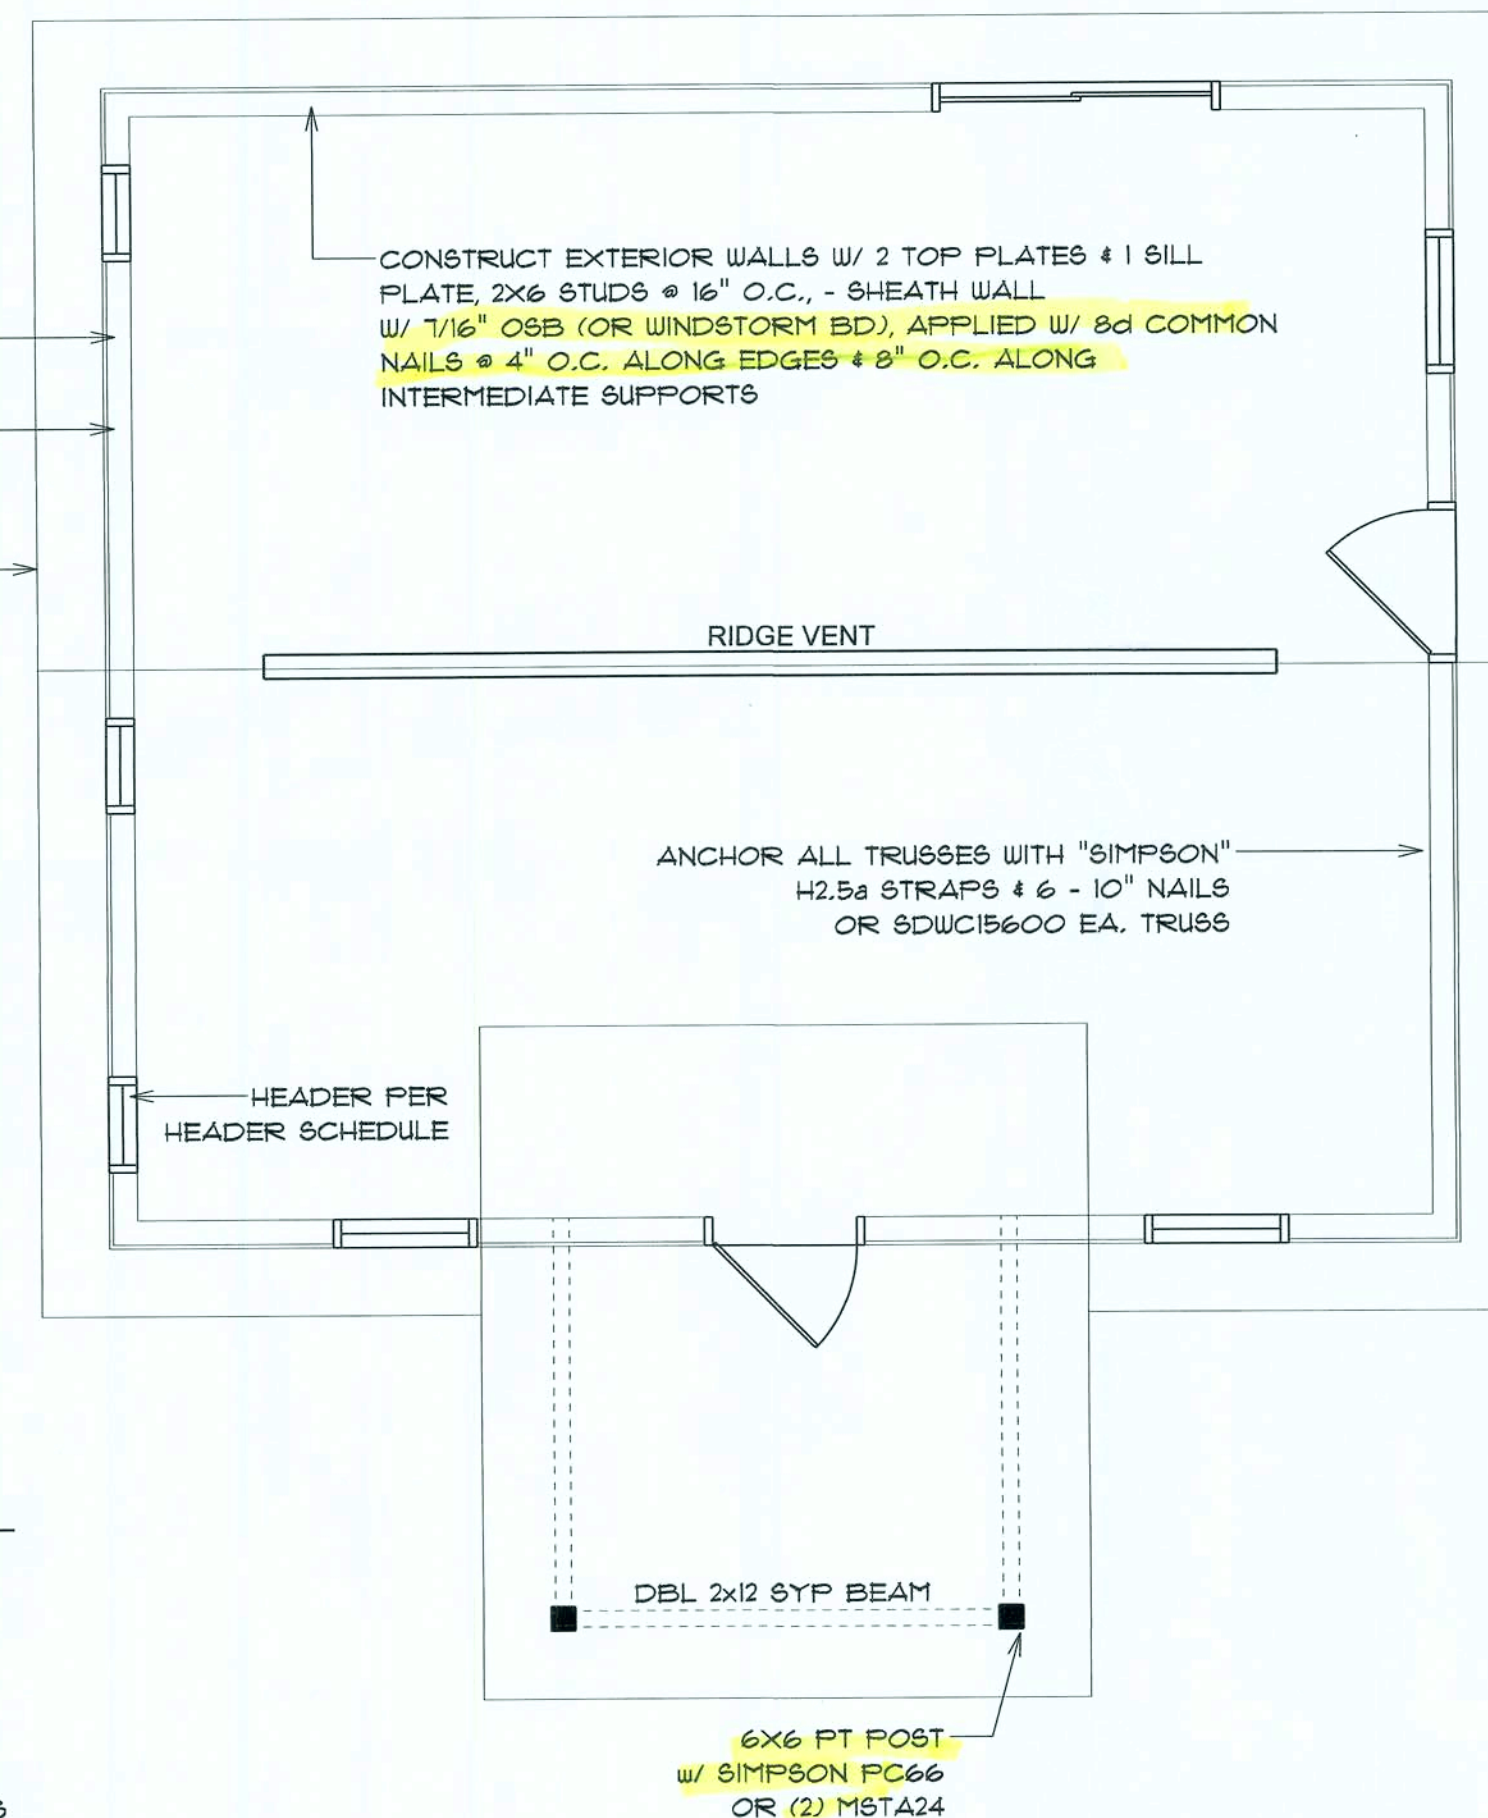 CONSTRUCT EXTERIOR WALLS W/ 2 TOP PLATES & 1 SILL
PLATE, 2X6 STUDS @ 16" O.C., - SHEATH WALL
W/ 7/16" OSB (OR WINDSTORM BD), APPLIED W/ 8d COMMON
NAILS @ 4" O.C. ALONG EDGES & 8" O.C. ALONG
INTERMEDIATE SUPPORTS
RIDGE VENT
ANCHOR ALL TRUSSES WITH "SIMPSON"
H2.5a STRAPS & 6 - 10" NAILS
OR SDWC15600 EA. TRUSS
HEADER PER
HEADER SCHEDULE
DBL 2x12 SYP BEAM
6X6 PT POST
w/ SIMPSON PC66
OR (2) MSTA24
S